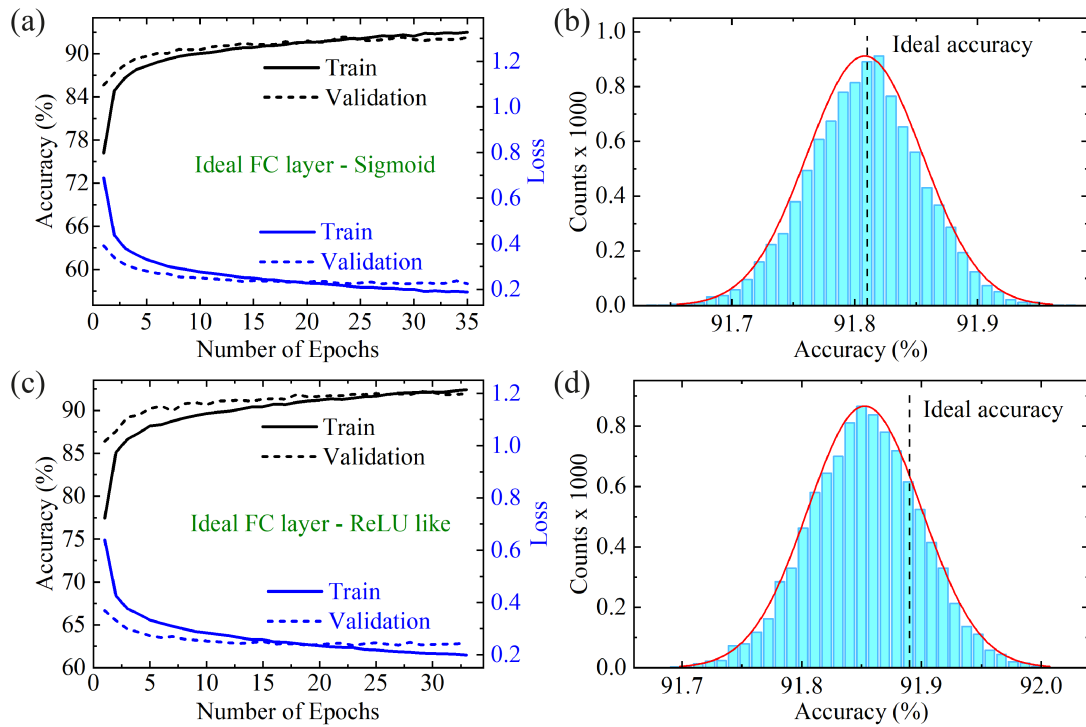 (a)
90
84
78
72
66
60
Accuracy (%)
1.2
1.0
0.8
0.6
0.4
0.2
Loss
Train
Validation
Ideal FC layer - Sigmoid
Train
Validation
0 5 10 15 20 25 30 35
Number of Epochs
(b)
1.0
0.8
0.6
0.4
0.2
0.0
Counts x 1000
Ideal accuracy
91.7 91.8 91.9
Accuracy (%)
(c)
90
85
80
75
70
65
60
Accuracy (%)
1.2
1.0
0.8
0.6
0.4
0.2
Loss
Train
Validation
Ideal FC layer - ReLU like
Train
Validation
0 5 10 15 20 25 30
Number of Epochs
(d)
0.8
0.6
0.4
0.2
0.0
Counts x 1000
Ideal accuracy
91.7 91.8 91.9 92.0
Accuracy (%)